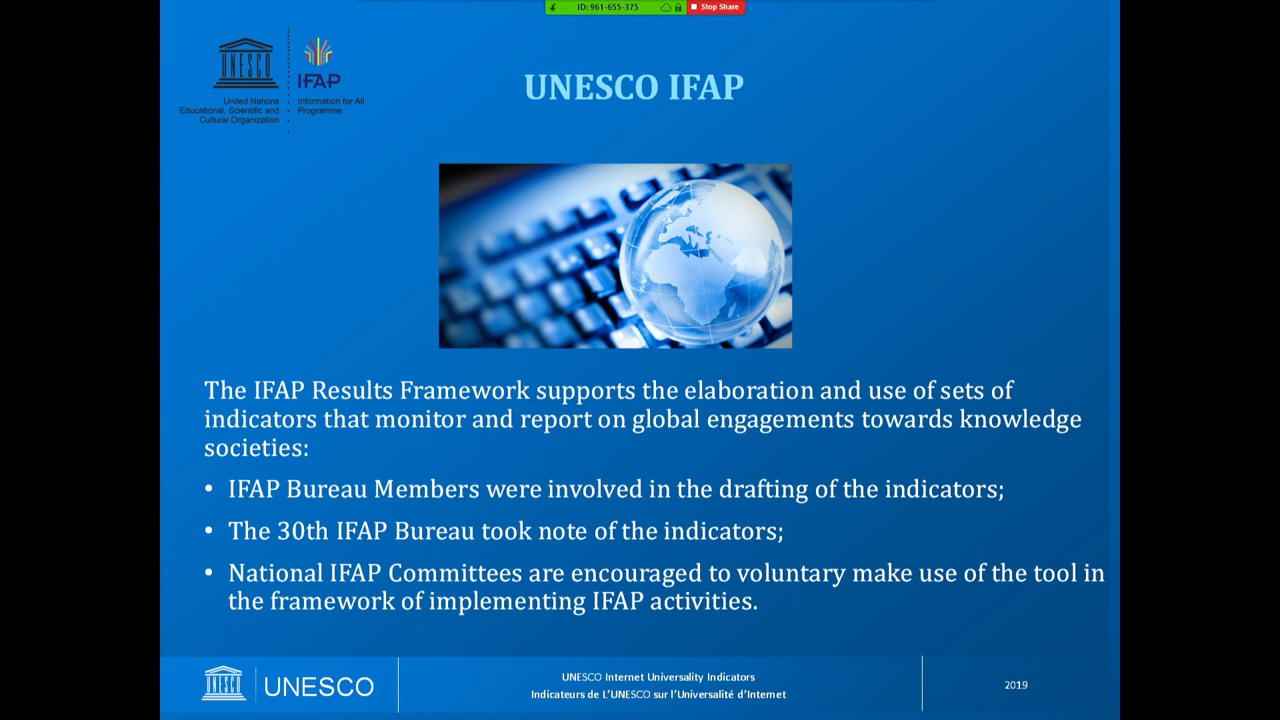 ID: 961-655-375
Stop Share
UNESCO
IFAP
United Nations
Educational, Scientific and
Cultural Organization
Information for All
Programme
UNESCO IFAP
The IFAP Results Framework supports the elaboration and use of sets of
indicators that monitor and report on global engagements towards knowledge
societies:
• IFAP Bureau Members were involved in the drafting of the indicators;
• The 30th IFAP Bureau took note of the indicators;
• National IFAP Committees are encouraged to voluntary make use of the tool in
the framework of implementing IFAP activities.
UNESCO
UNESCO
UNESCO Internet Universality Indicators
Indicateurs de L'UNESCO sur l'Universalité d'Internet
2019